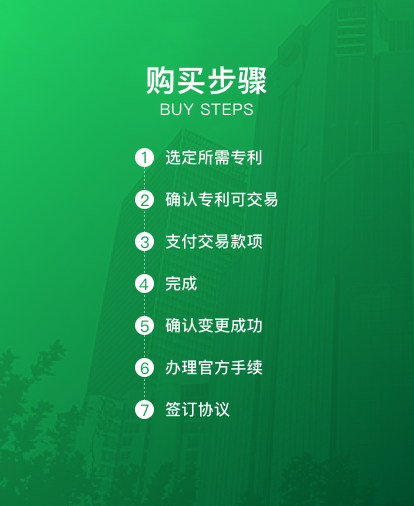 购买步骤
BUY STEPS
1 选定所需专利
2 确认专利可交易
3 支付交易款项
4 完成
5 确认变更成功
6 办理官方手续
7 签订协议